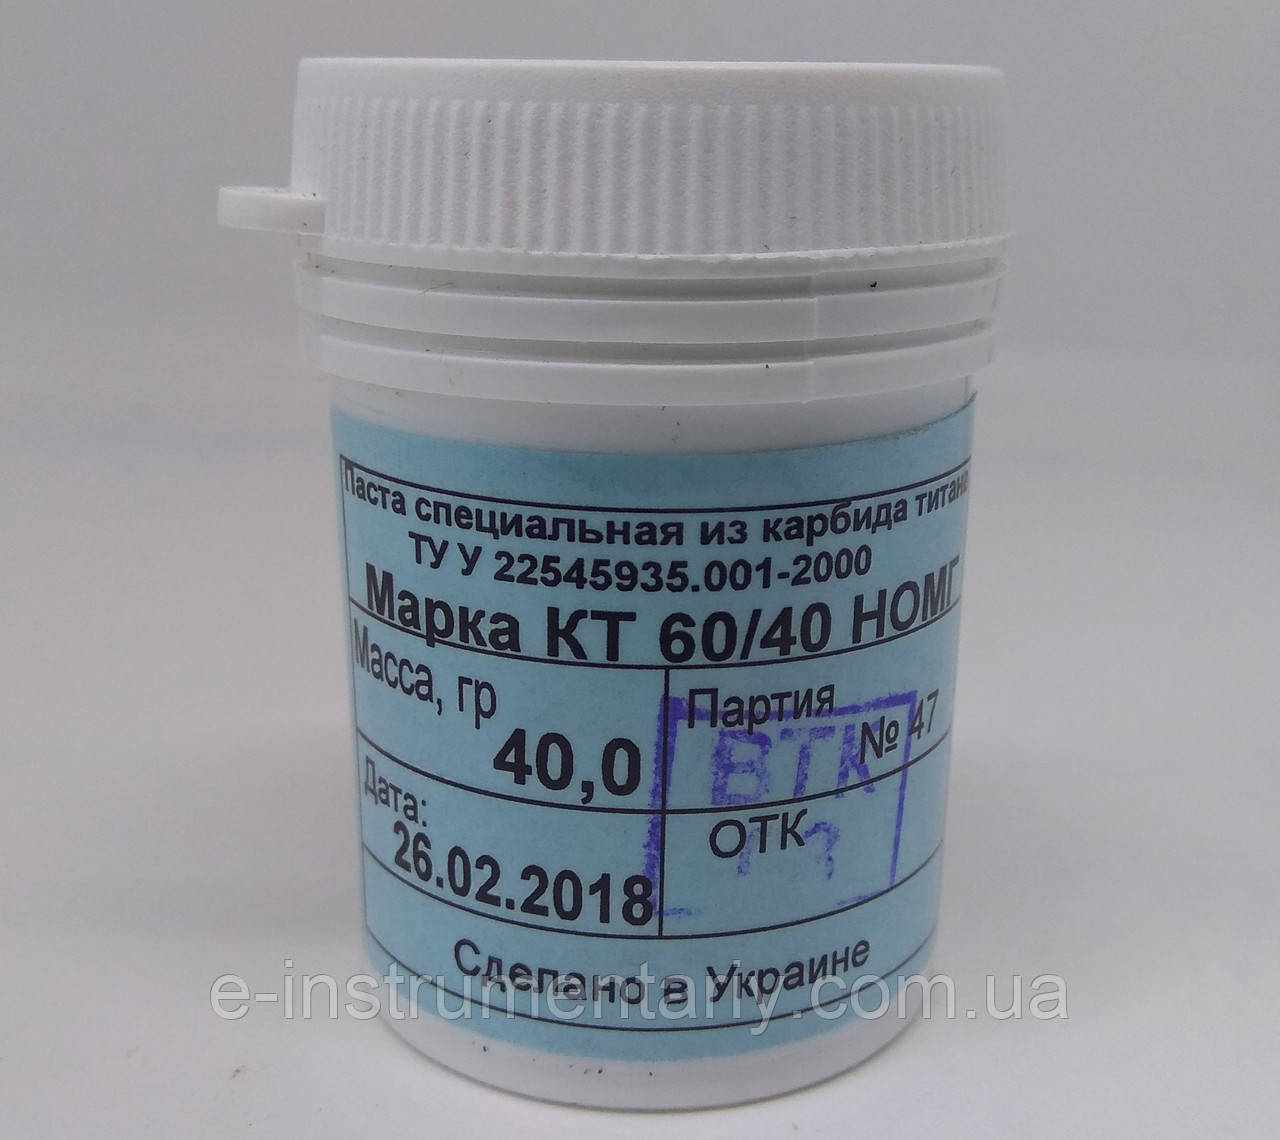 Паста специальная из карбида титана
ТУ У 22545935.001-2000
Марка КТ 60/40 НОМГ
Масса, гр
40,0
Партия
№ 47
ВТК
Дата:
26.02.2018
ОТК
Сделано в Украине
e-instrumentariy.com.ua